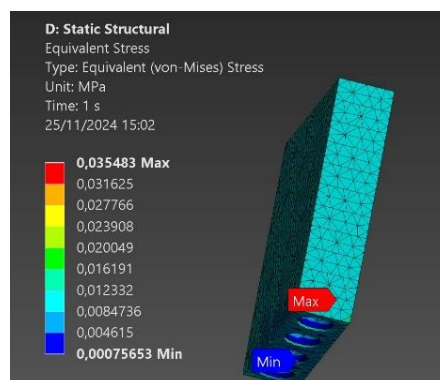 D: Static Structural
Equivalent Stress
Type: Equivalent (von-Mises) Stress
Unit: MPa
Time: 1 s
25/11/2024 15:02
0,035483 Max
0,031625
0,027766
0,023908
0,020049
0,016191
0,012332
0,0084736
0,004615
0,00075653 Min
Max
Min